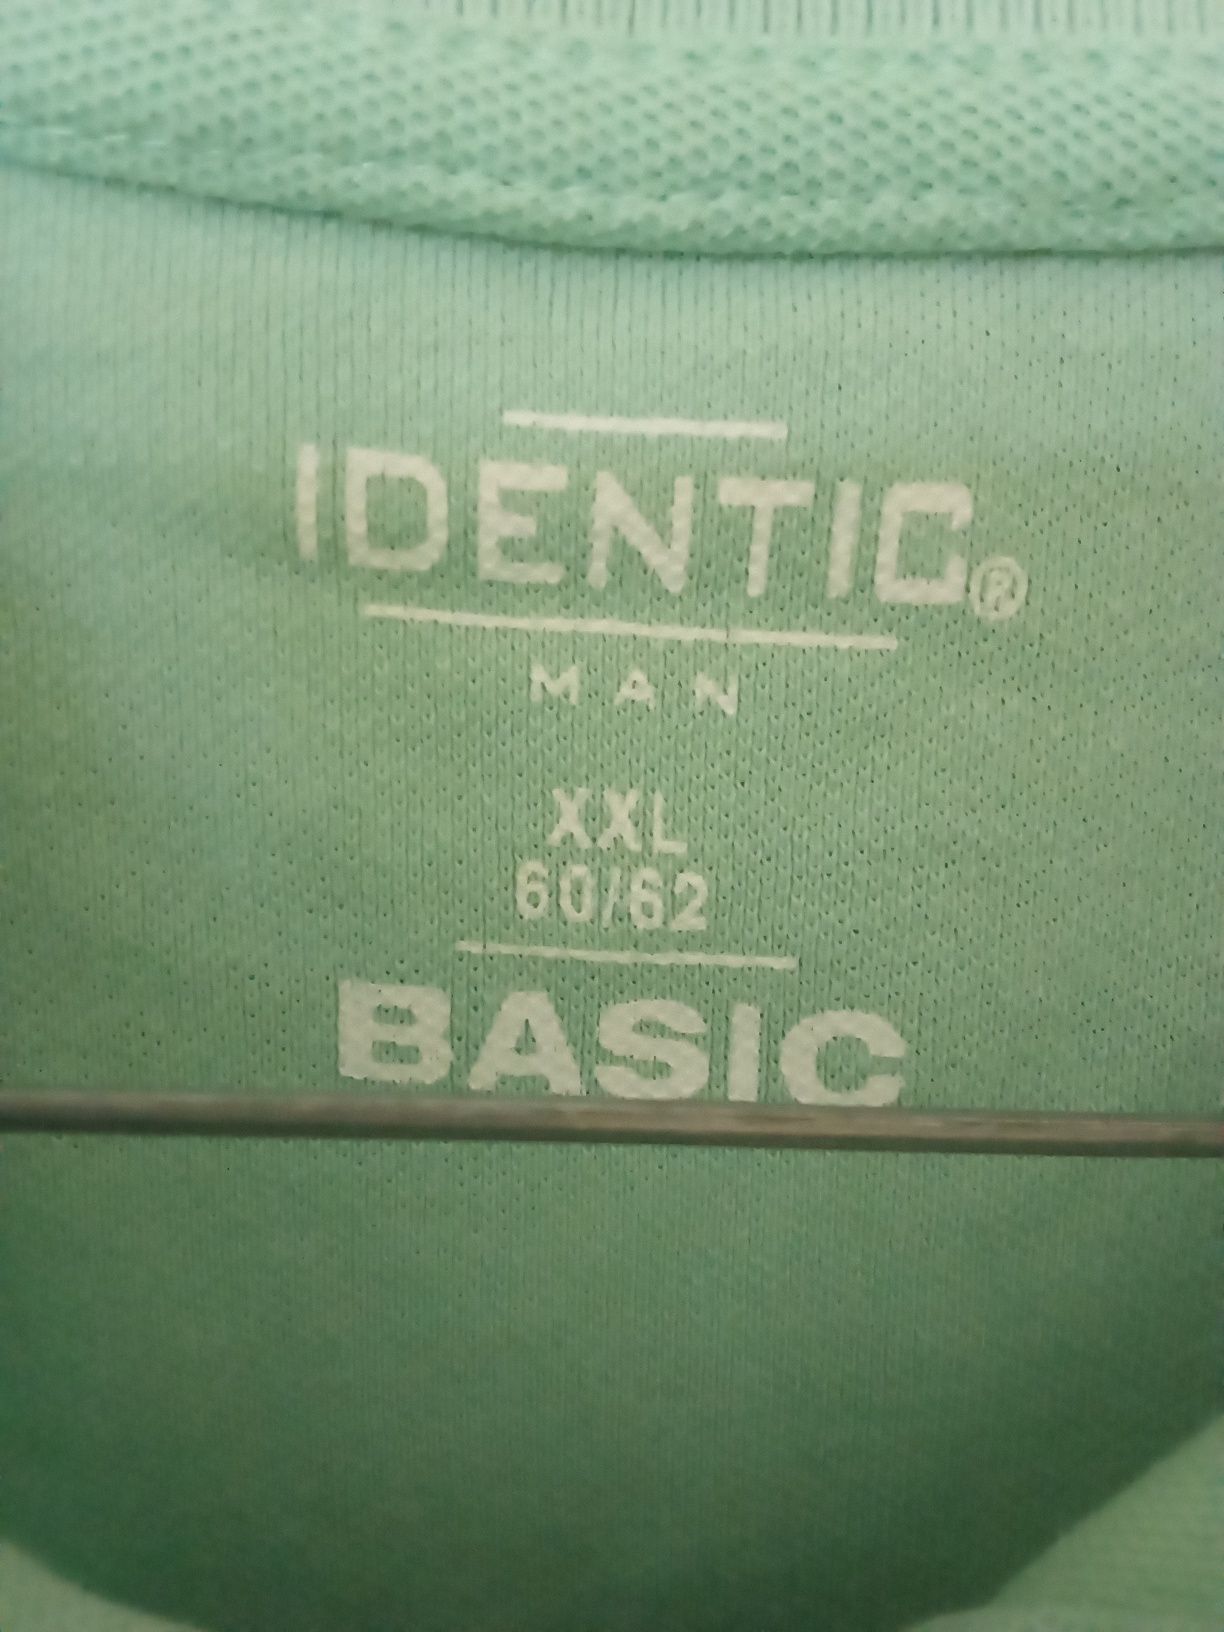 IDENTIC®
MAN
XXL
60/62
BASIC